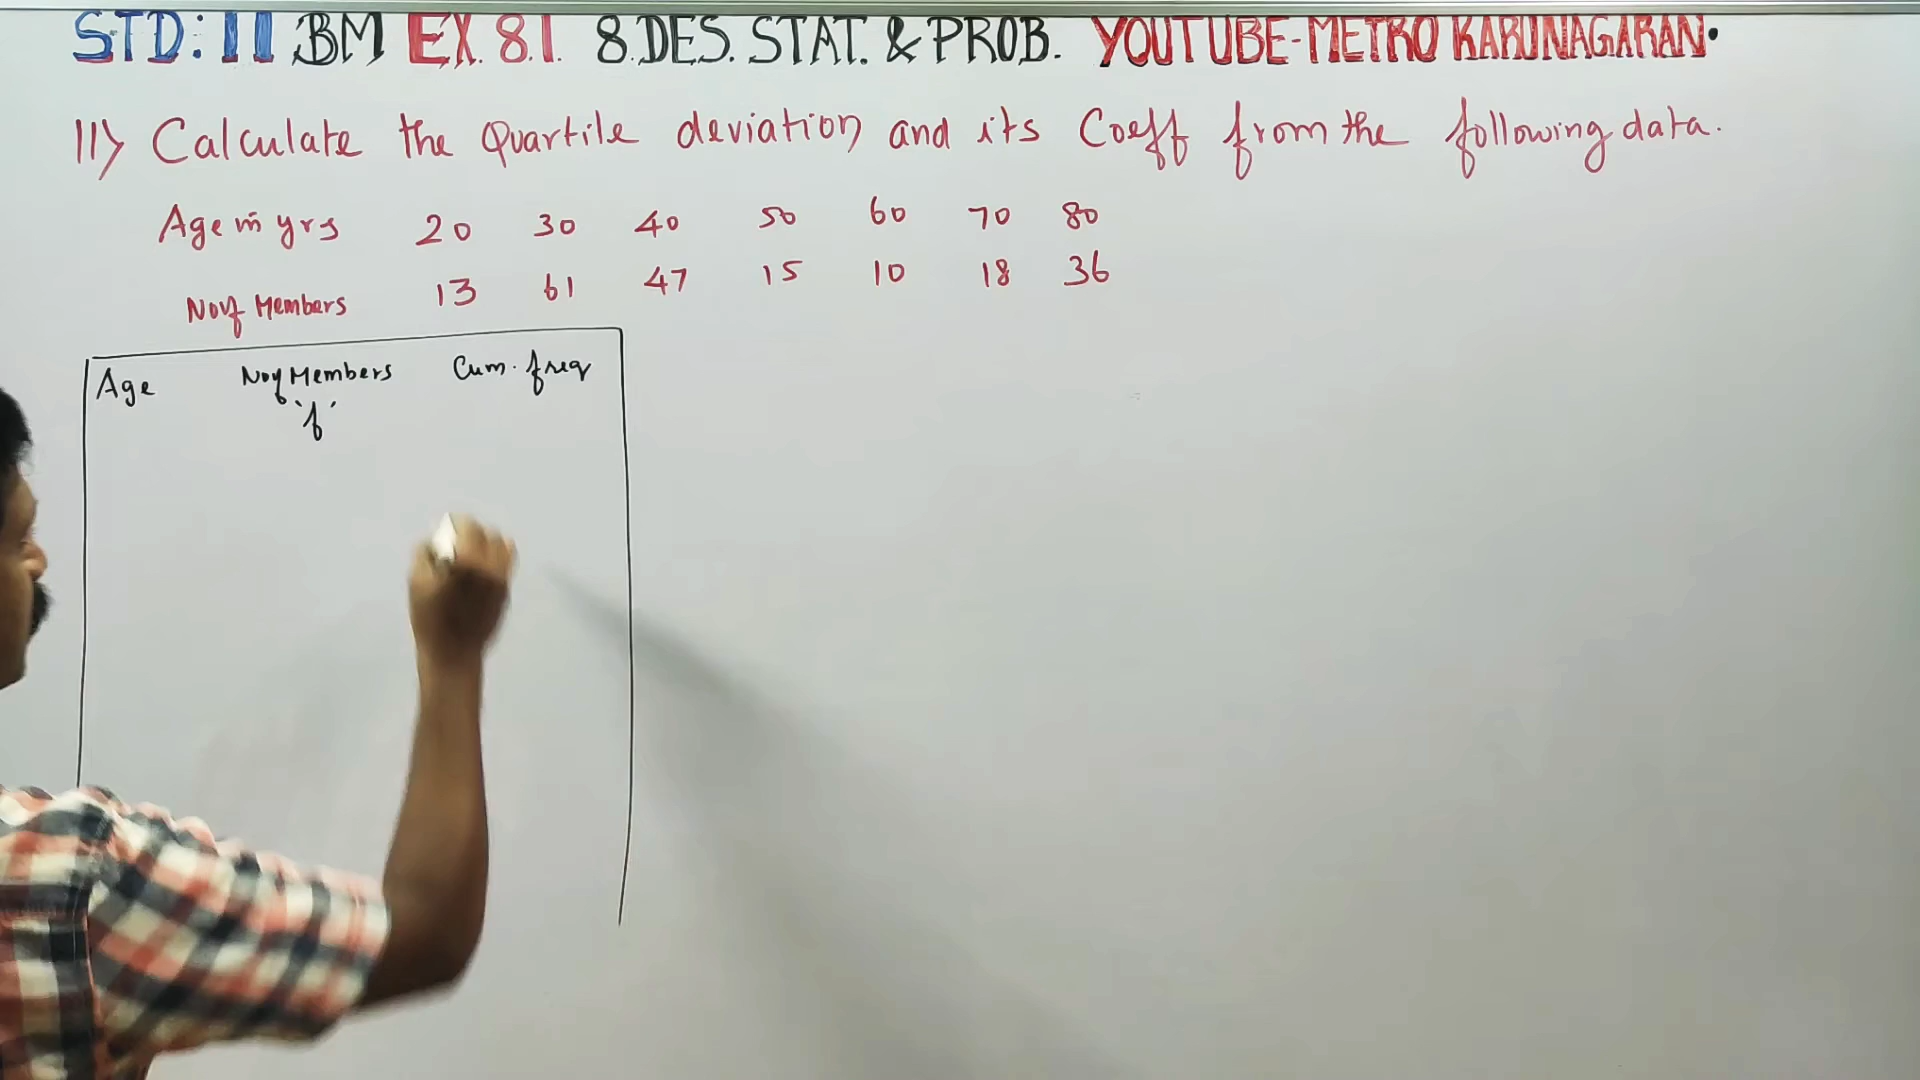 STD: 11 BM EX. 8.1. 8.DES. STAT. & PROB. YOUTUBE-METRO KARUNAGARAN.
11) Calculate the Quartile deviation and its Coeff from the following data.
Age in yrs 20 30 40 50 60 70 80
No of Members 13 61 47 15 10 18 36
Age No of Members Cum. freq
'f'